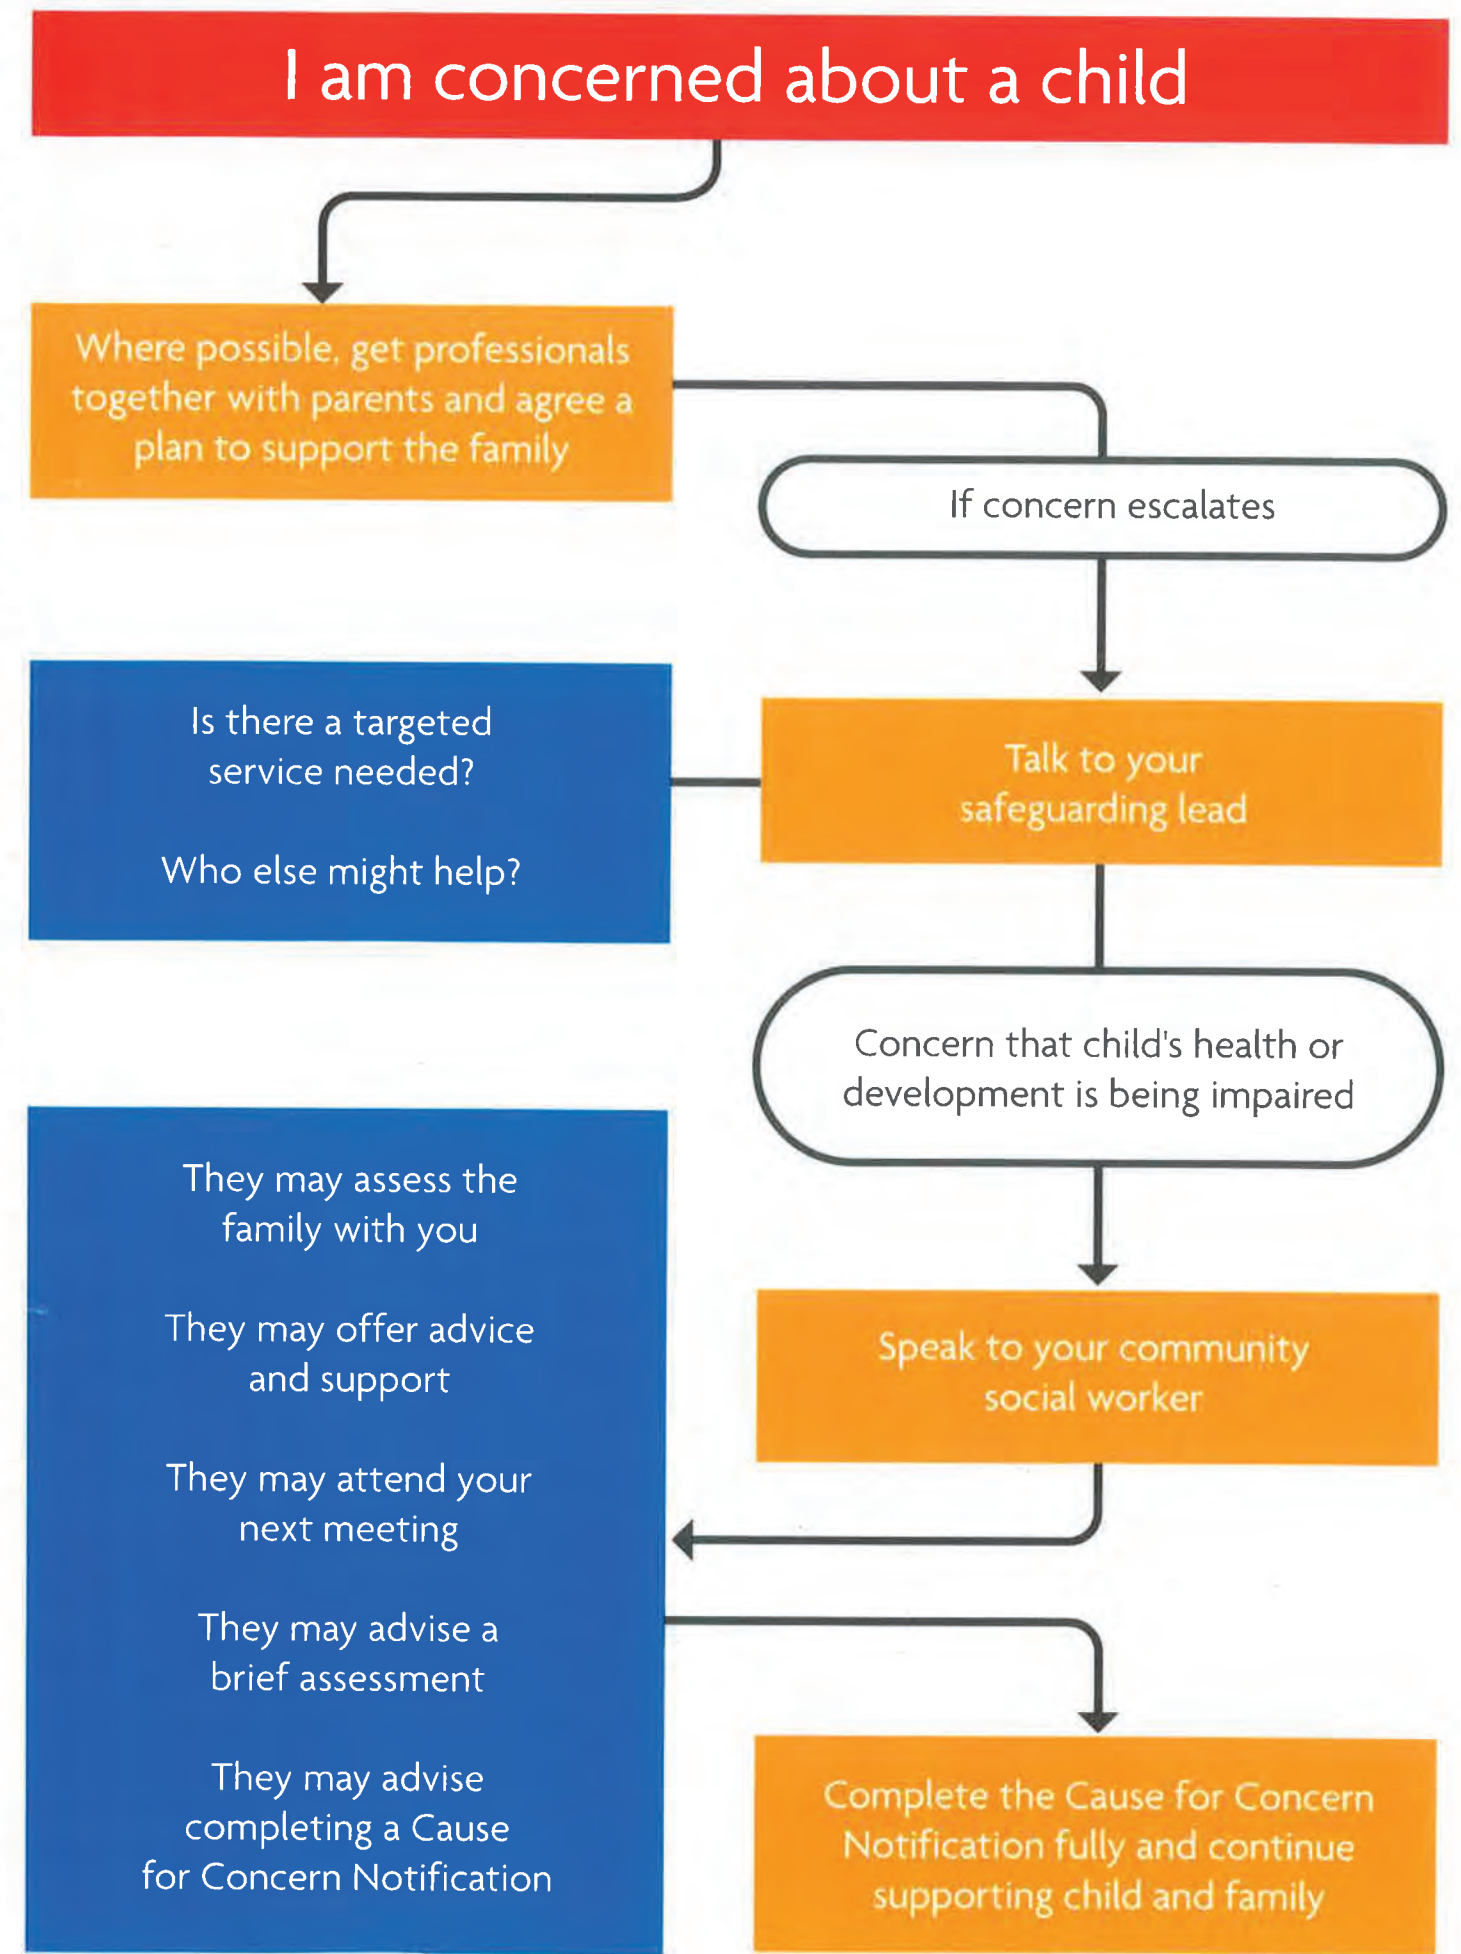 I am concerned about a child
Where possible, get professionals
together with parents and agree a
plan to support the family
If concern escalates
Is there a targeted
service needed?
Who else might help?
Talk to your
safeguarding lead
Concern that child's health or
development is being impaired
Speak to your community
social worker
They may assess the
family with you
They may offer advice
and support
They may attend your
next meeting
They may advise a
brief assessment
They may advise
completing a Cause
for Concern Notification
Complete the Cause for Concern
Notification fully and continue
supporting child and family